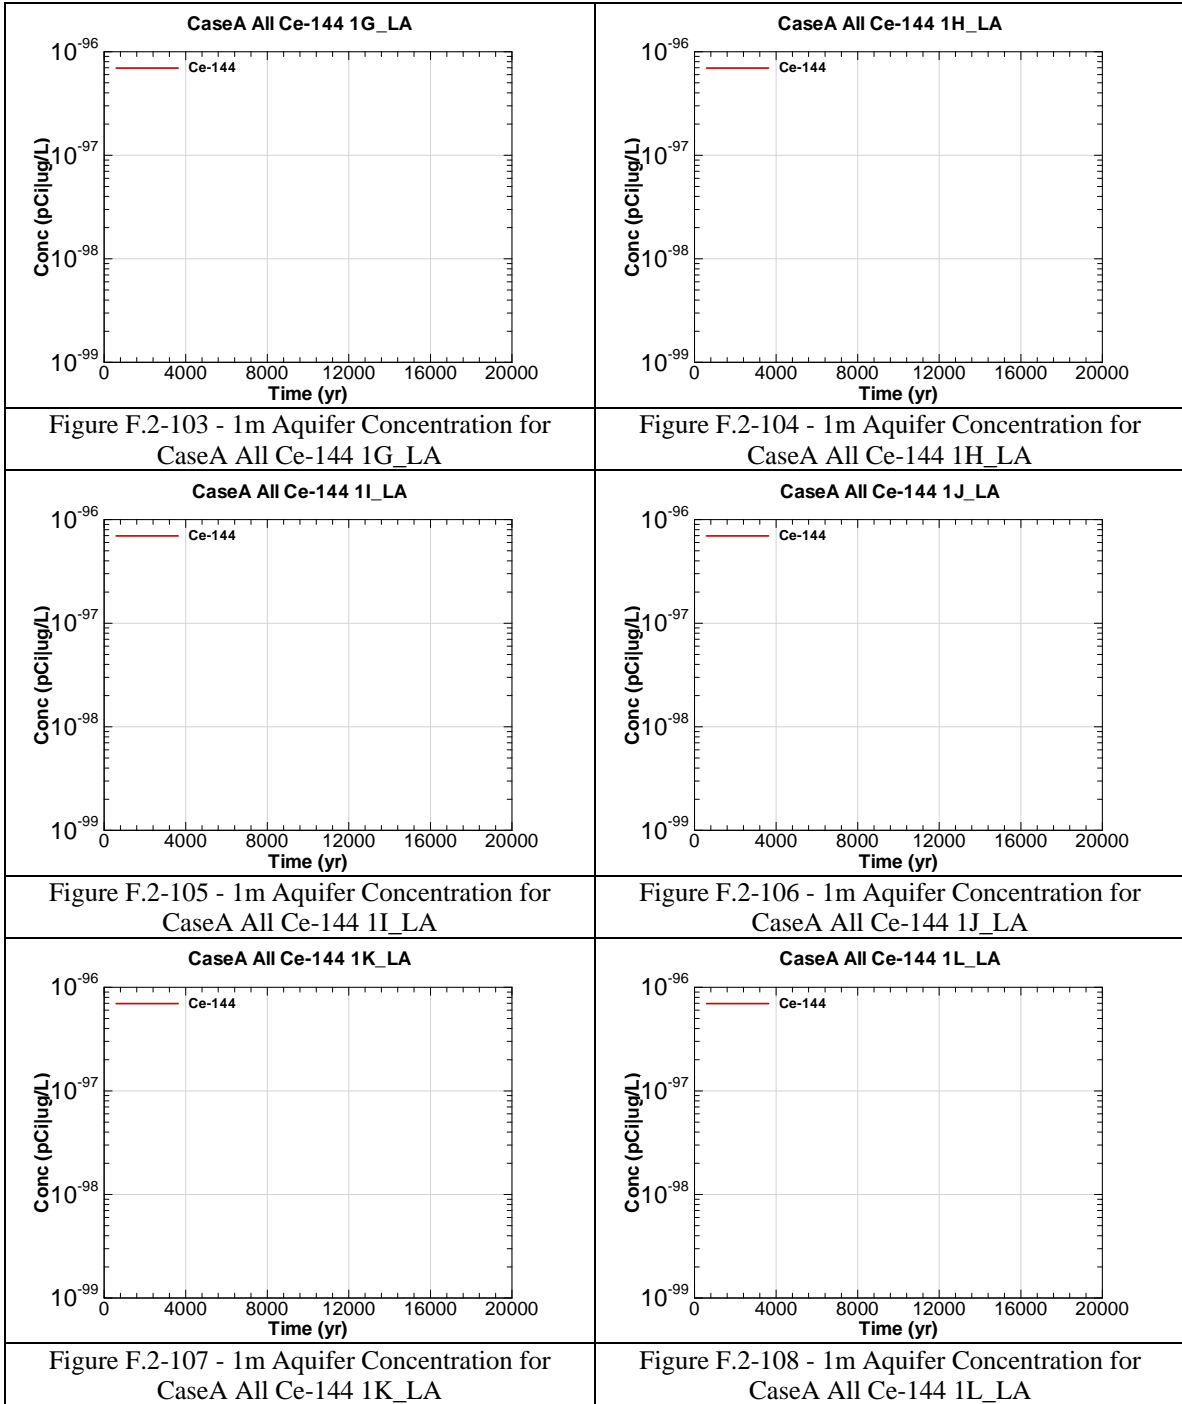 CaseA All Ce-144 1G_LA
10-96
Ce-144
10-97
Conc (pCi|ug/L)
10-98
10-99
0 4000 8000 12000 16000 20000
Time (yr)
Figure F.2-103 - 1m Aquifer Concentration for
CaseA All Ce-144 1G_LA
CaseA All Ce-144 1H_LA
10-96
Ce-144
10-97
Conc (pCi|ug/L)
10-98
10-99
0 4000 8000 12000 16000 20000
Time (yr)
Figure F.2-104 - 1m Aquifer Concentration for
CaseA All Ce-144 1H_LA
CaseA All Ce-144 1I_LA
10-96
Ce-144
10-97
Conc (pCi|ug/L)
10-98
10-99
0 4000 8000 12000 16000 20000
Time (yr)
Figure F.2-105 - 1m Aquifer Concentration for
CaseA All Ce-144 1I_LA
CaseA All Ce-144 1J_LA
10-96
Ce-144
10-97
Conc (pCi|ug/L)
10-98
10-99
0 4000 8000 12000 16000 20000
Time (yr)
Figure F.2-106 - 1m Aquifer Concentration for
CaseA All Ce-144 1J_LA
CaseA All Ce-144 1K_LA
10-96
Ce-144
10-97
Conc (pCi|ug/L)
10-98
10-99
0 4000 8000 12000 16000 20000
Time (yr)
Figure F.2-107 - 1m Aquifer Concentration for
CaseA All Ce-144 1K_LA
CaseA All Ce-144 1L_LA
10-96
Ce-144
10-97
Conc (pCi|ug/L)
10-98
10-99
0 4000 8000 12000 16000 20000
Time (yr)
Figure F.2-108 - 1m Aquifer Concentration for
CaseA All Ce-144 1L_LA